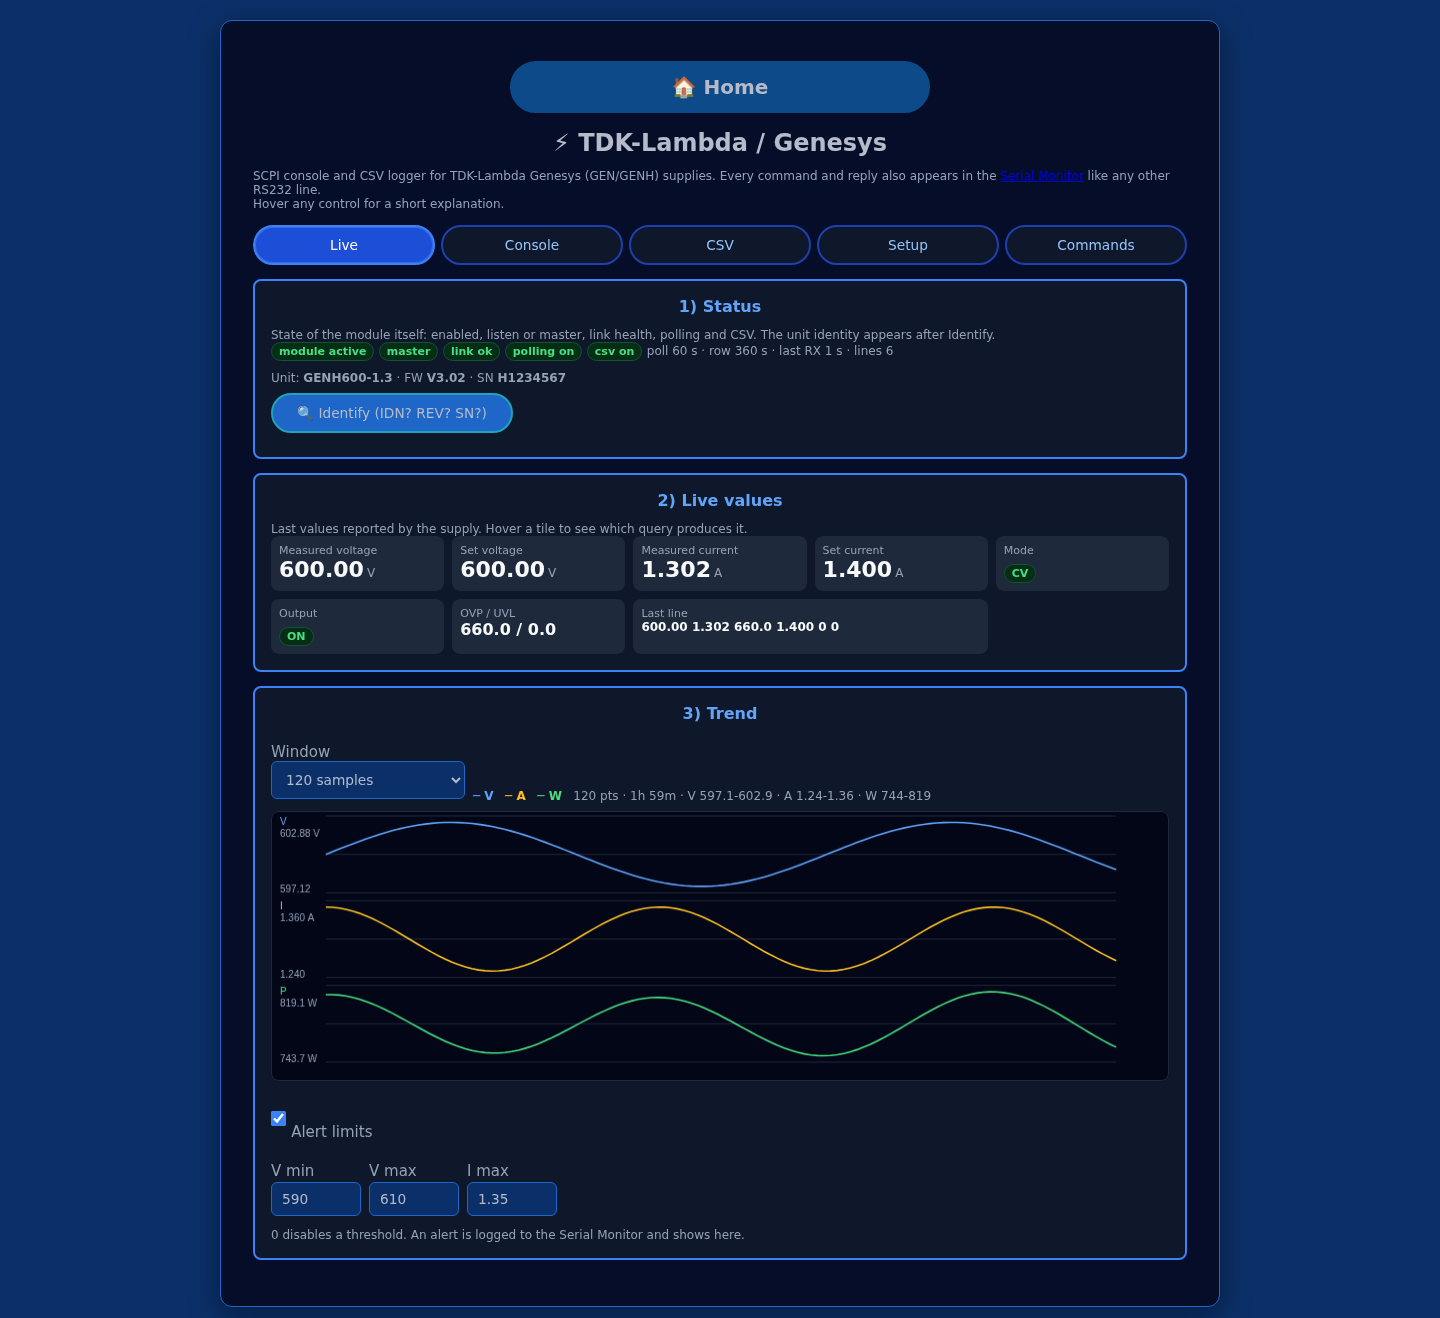 🏠 Home
⚡ TDK-Lambda / Genesys
SCPI console and CSV logger for TDK-Lambda Genesys (GEN/GENH) supplies. Every command and reply also appears in the Serial Monitor like any other
RS232 line.
Hover any control for a short explanation.
Live Console CSV Setup Commands
1) Status
State of the module itself: enabled, listen or master, link health, polling and CSV. The unit identity appears after Identify.
module active master link ok polling on csv on poll 60 s · row 360 s · last RX 1 s · lines 6
Unit: GENH600-1.3 · FW V3.02 · SN H1234567
🔍 Identify (IDN? REV? SN?)
2) Live values
Last values reported by the supply. Hover a tile to see which query produces it.
Measured voltage Set voltage Measured current Set current Mode
600.00 V 600.00 V 1.302 A 1.400 A CV
Output OVP / UVL Last line
ON 660.0 / 0.0 600.00 1.302 660.0 1.400 0 0
3) Trend
Window
120 samples ─ V ─ A ─ W 120 pts · 1h 59m · V 597.1-602.9 · A 1.24-1.36 · W 744-819
V
602.88 V
597.12
I
1.360 A
1.240
P
819.1 W
743.7 W
Alert limits
V min V max I max
590 610 1.35
0 disables a threshold. An alert is logged to the Serial Monitor and shows here.